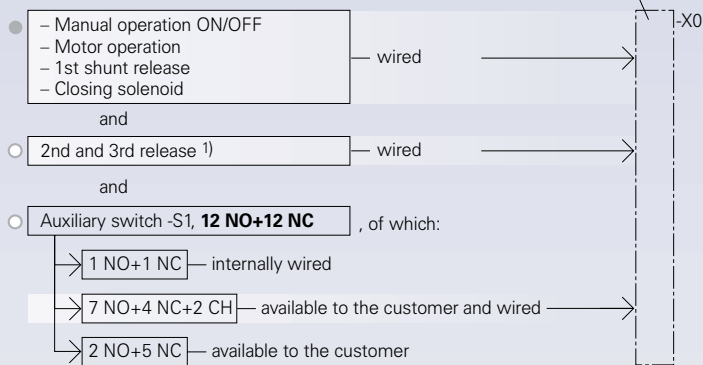 – Manual operation ON/OFF
– Motor operation
– 1st shunt release
– Closing solenoid
wired
-X0
and
2nd and 3rd release 1)
wired
and
Auxiliary switch -S1, 12 NO+12 NC , of which:
1 NO+1 NC internally wired
7 NO+4 NC+2 CH available to the customer and wired
2 NO+5 NC available to the customer